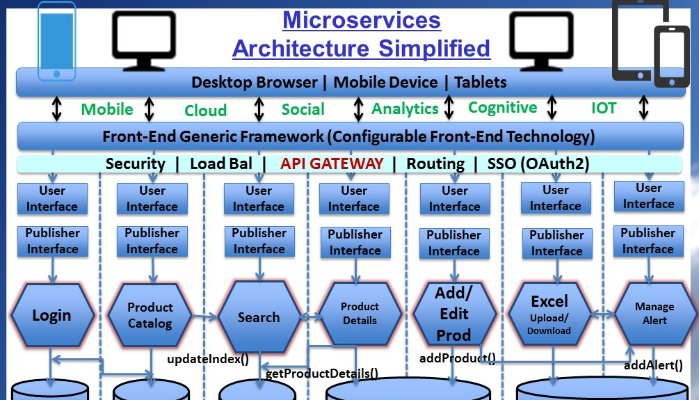 Microservices
Architecture Simplified
Desktop Browser | Mobile Device | Tablets
Mobile Cloud Social Analytics Cognitive IOT
Front-End Generic Framework (Configurable Front-End Technology)
Security | Load Bal | API GATEWAY | Routing | SSO (OAuth2)
User Interface
User Interface
User Interface
User Interface
User Interface
User Interface
User Interface
Publisher Interface
Publisher Interface
Publisher Interface
Publisher Interface
Publisher Interface
Publisher Interface
Publisher Interface
Login
Product
Catalog
Search
Product
Details
Add/
Edit
Prod
Excel
Upload/
Download
Manage
Alert
updateIndex()
getProductDetails()
addProduct()
addAlert()